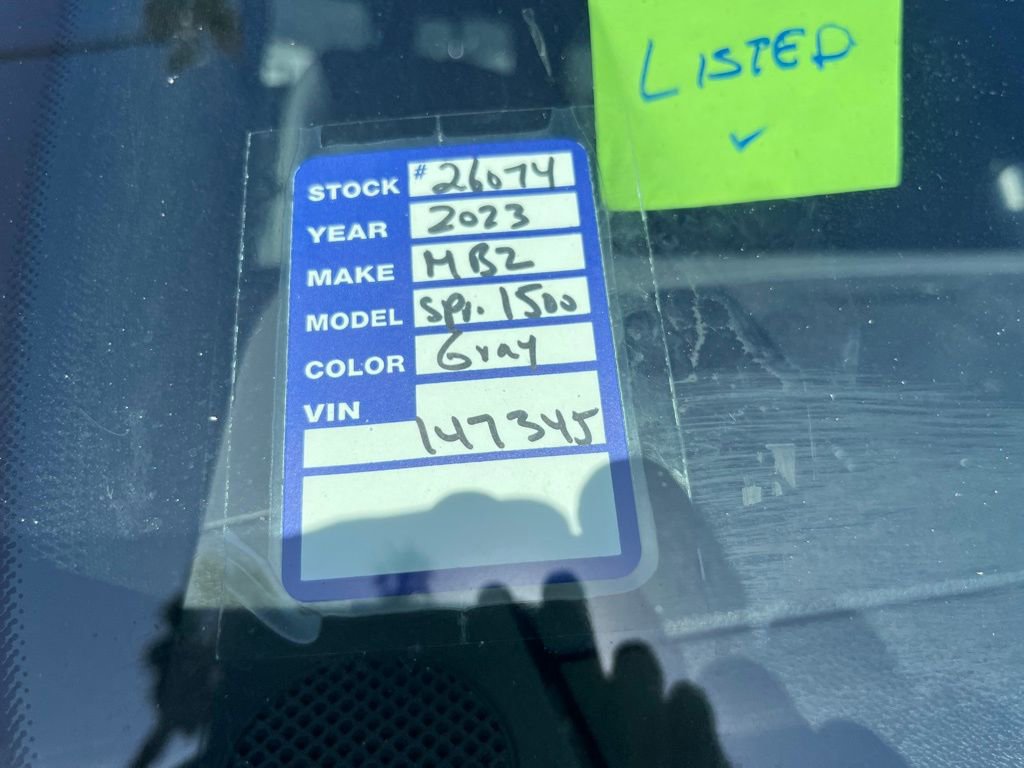 LISTED
STOCK # 26074
YEAR 2023
MAKE MBZ
MODEL Spr. 1500
COLOR Gray
VIN
147345